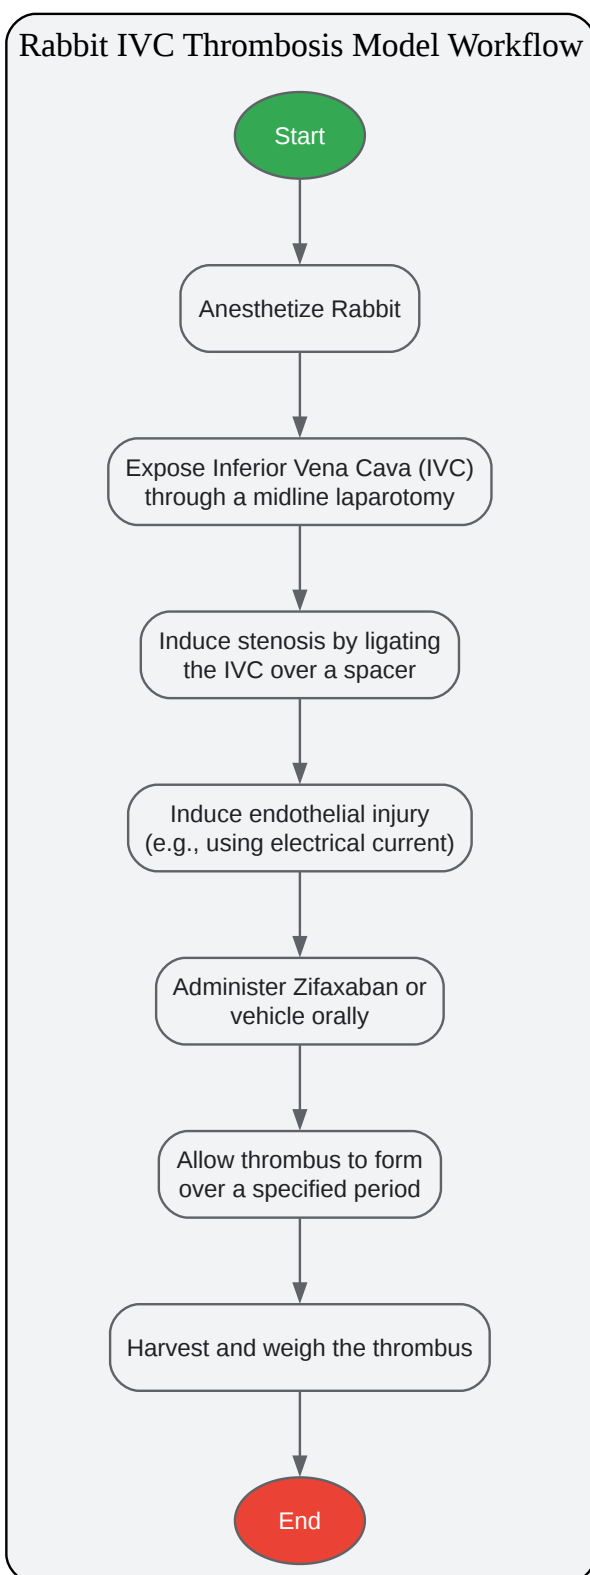 Rabbit IVC Thrombosis Model Workflow
Start
Anesthetize Rabbit
Expose Inferior Vena Cava (IVC)
through a midline laparotomy
Induce stenosis by ligating
the IVC over a spacer
Induce endothelial injury
(e.g., using electrical current)
Administer Zifaxaban or
vehicle orally
Allow thrombus to form
over a specified period
Harvest and weigh the thrombus
End